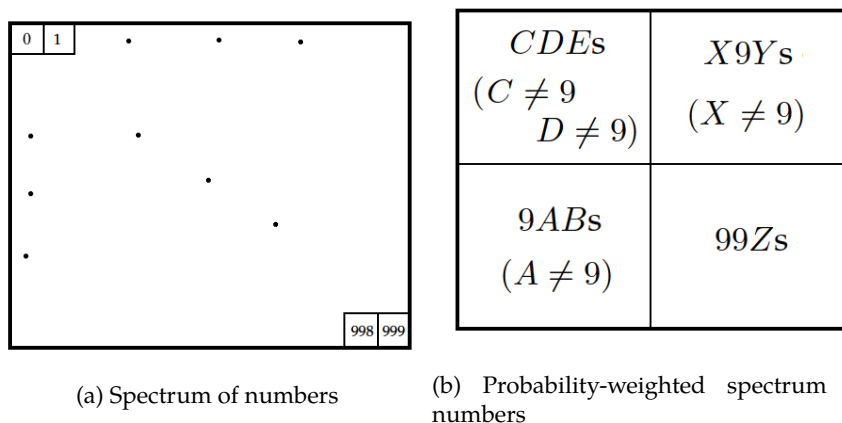 0 1
998 999
(a) Spectrum of numbers
CDEs
(C ≠ 9
D ≠ 9)
X9Ys
(X ≠ 9)
9ABs
(A ≠ 9)
99Zs
(b) Probability-weighted spectrum
numbers